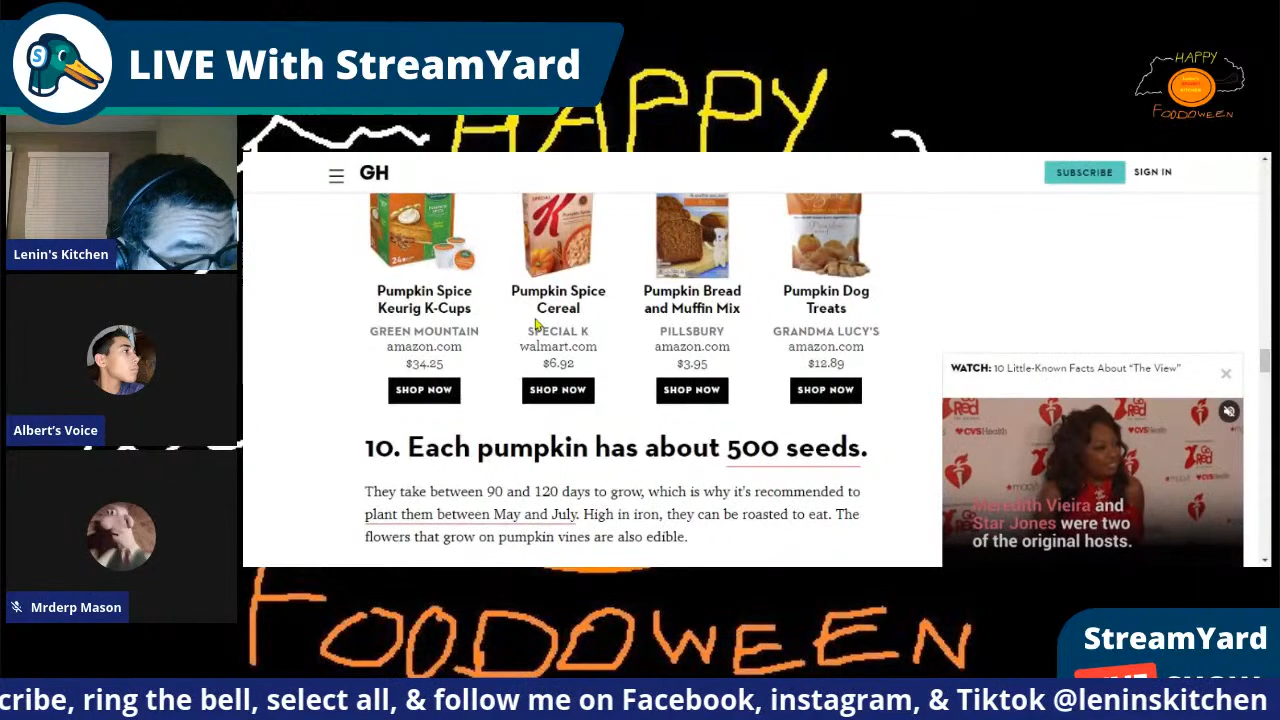 LIVE With StreamYard
HAPPY
HAPPY
FOODOWEEN
Lenin's Kitchen
Albert's Voice
Mrderp Mason
GH
SUBSCRIBE
SIGN IN
Pumpkin Spice
Keurig K-Cups
GREEN MOUNTAIN
amazon.com
$34.25
SHOP NOW
Pumpkin Spice
Cereal
SPECIAL K
walmart.com
$6.92
SHOP NOW
Pumpkin Bread
and Muffin Mix
PILLSBURY
amazon.com
$3.95
SHOP NOW
Pumpkin Dog
Treats
GRANDMA LUCY'S
amazon.com
$12.89
SHOP NOW
10. Each pumpkin has about 500 seeds.
They take between 90 and 120 days to grow, which is why it's recommended to
plant them between May and July. High in iron, they can be roasted to eat. The
flowers that grow on pumpkin vines are also edible.
WATCH: 10 Little-Known Facts About "The View"
Meredith Vieira and
Star Jones were two
of the original hosts.
FOODOWEEN
StreamYard
scribe, ring the bell, select all, & follow me on Facebook, instagram, & Tiktok @leninskitchen